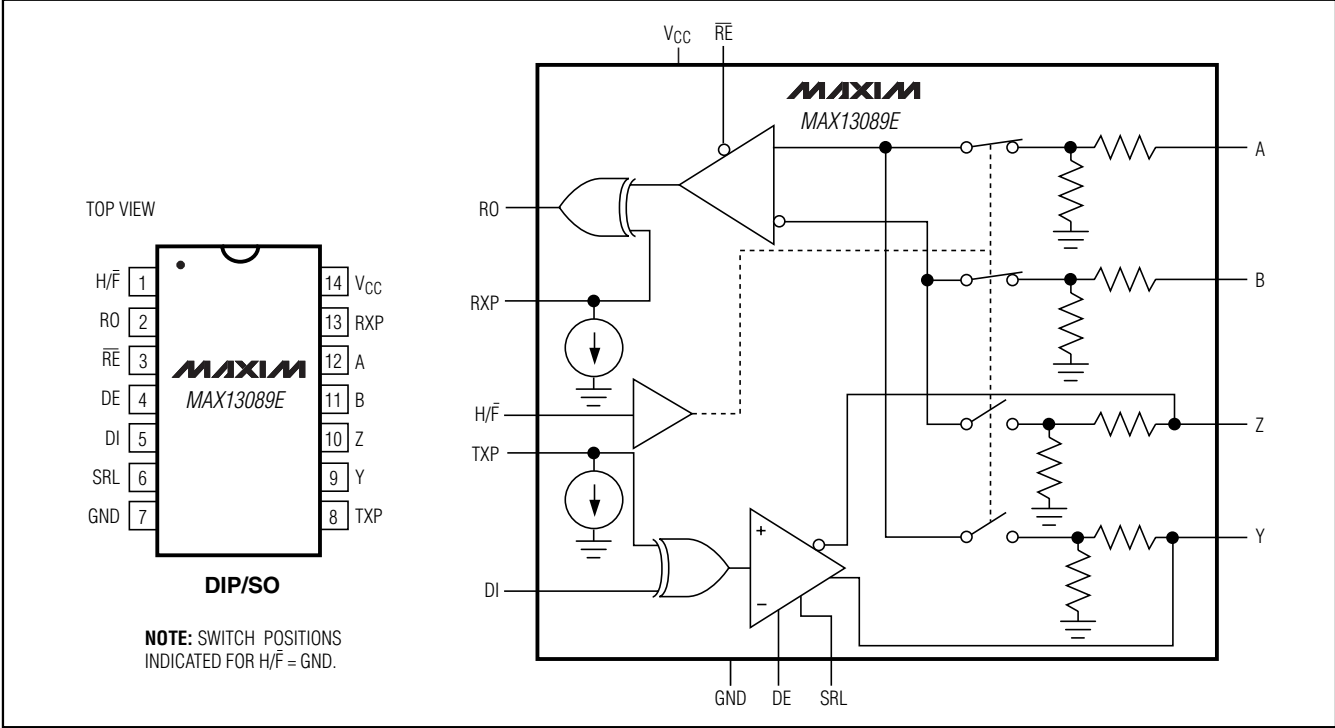 TOP VIEW
H/F̅ 1
RO 2
R̅E̅ 3
DE 4
DI 5
SRL 6
GND 7
14 VCC
13 RXP
12 A
11 B
10 Z
9 Y
8 TXP
MAXIM
MAX13089E
DIP/SO
NOTE: SWITCH POSITIONS
INDICATED FOR H/F̅ = GND.
VCC R̅E̅
MAXIM
MAX13089E
RO
RXP
H/F̅
TXP
DI
+
−
A
B
Z
Y
GND DE SRL